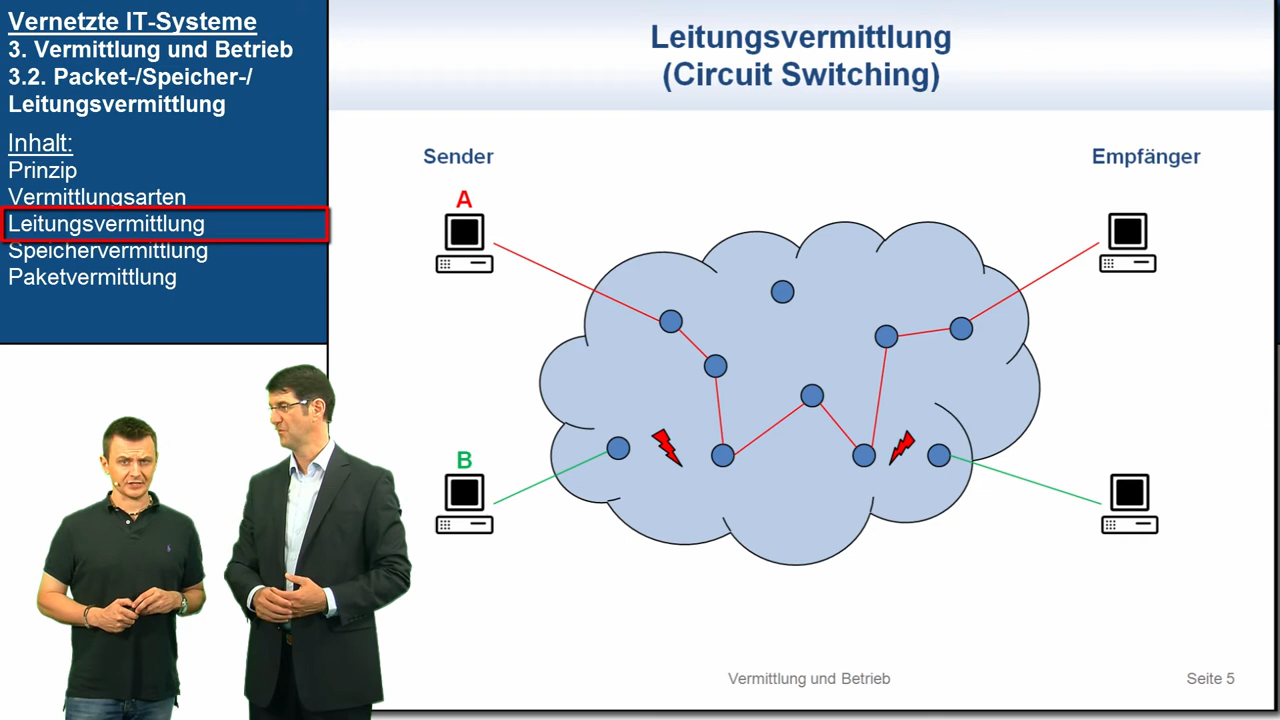 Vernetzte IT-Systeme
3. Vermittlung und Betrieb
3.2. Packet-/Speicher-/
Leitungsvermittlung
Inhalt:
Prinzip
Vermittlungsarten
Leitungsvermittlung
Speichervermittlung
Paketvermittlung
Leitungsvermittlung
(Circuit Switching)
Sender
Empfänger
A
B
Vermittlung und Betrieb
Seite 5